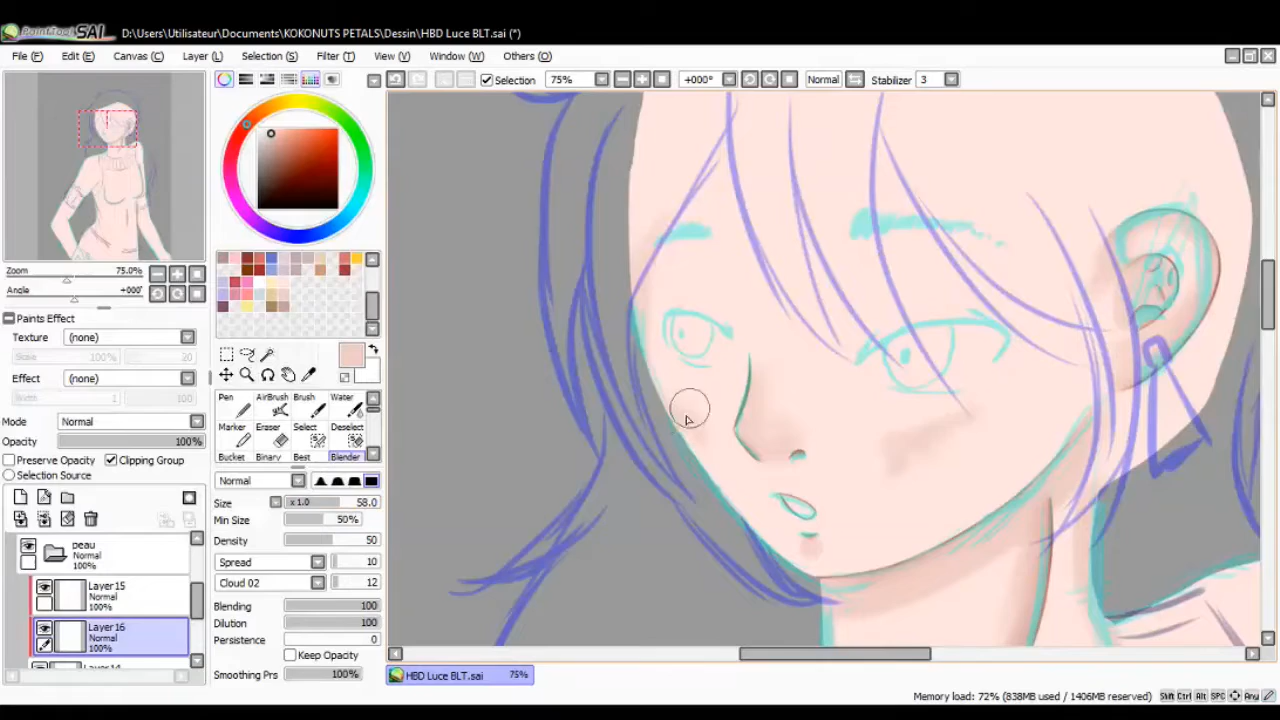 PaintTool SAI D:\Users\Utilisateur\Documents\KOKONUTS PETALS\Dessin\HBD Luce BLT.sai (*)
File (F) Edit (E) Canvas (C) Layer (L) Selection (S) Filter (T) View (V) Window (W) Others (O)
Selection 75% +000° Normal Stabilizer 3
Zoom 75.0%
Angle +000°
Paints Effect
Texture (none)
Scale 100% 20
Effect (none)
Width 1 100
Mode Normal
Opacity 100%
Preserve Opacity Clipping Group
Selection Source
peau
Normal
100%
Layer 15
Normal
100%
Layer 16
Normal
100%
Layer 14
Pen AirBrush Brush Water
Marker Eraser Select Deselect
Bucket Binary Best Blender
Normal
Size x 1.0 58.0
Min Size 50%
Density 50
Spread 10
Cloud 02 12
Blending 100
Dilution 100
Persistence 0
Keep Opacity
Smoothing Prs 100%
HBD Luce BLT.sai 75%
Memory load: 72% (838MB used / 1406MB reserved) Shift Ctrl Alt SPC Any